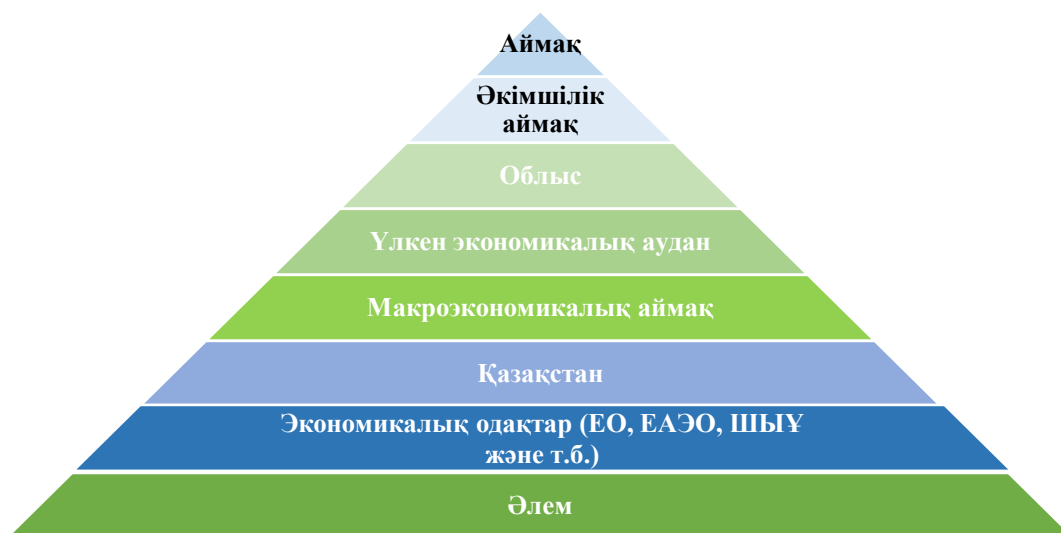 Аймақ
Әкімшілік
аймақ
Облыс
Үлкен экономикалық аудан
Макроэкономикалық аймақ
Қазақстан
Экономикалық одақтар (ЕО, ЕАЭО, ШЫҰ
және т.б.)
Әлем